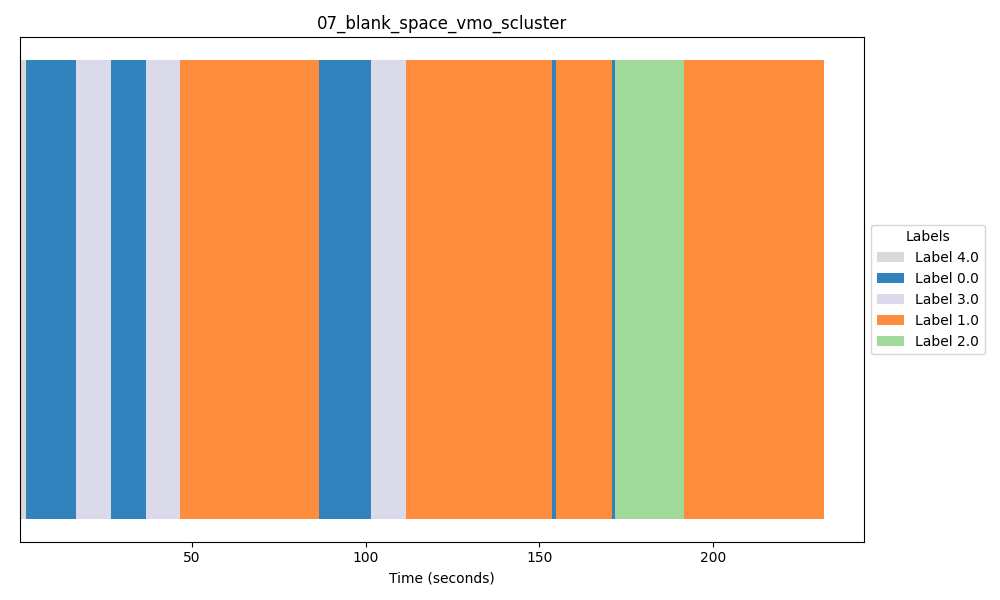 07_blank_space_vmo_scluster
Labels
Label 4.0
Label 0.0
Label 3.0
Label 1.0
Label 2.0
50 100 150 200
Time (seconds)